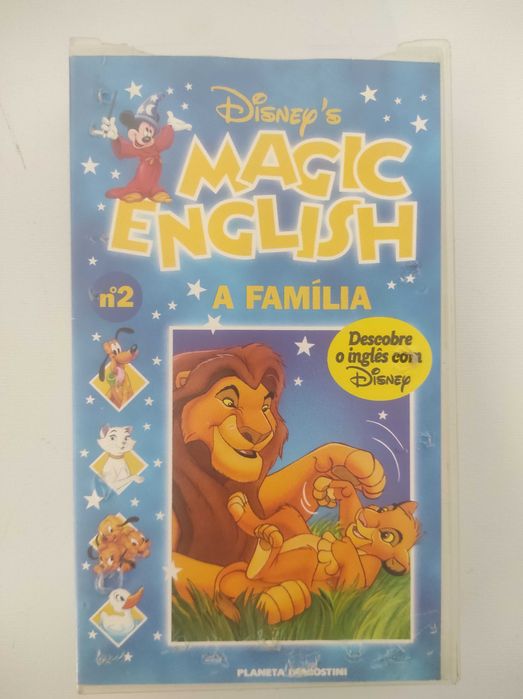 Disney's
MAGIC
ENGLISH
nº2
A FAMÍLIA
Descobre
o inglês com
Disney
PLANETA DEAGOSTINI